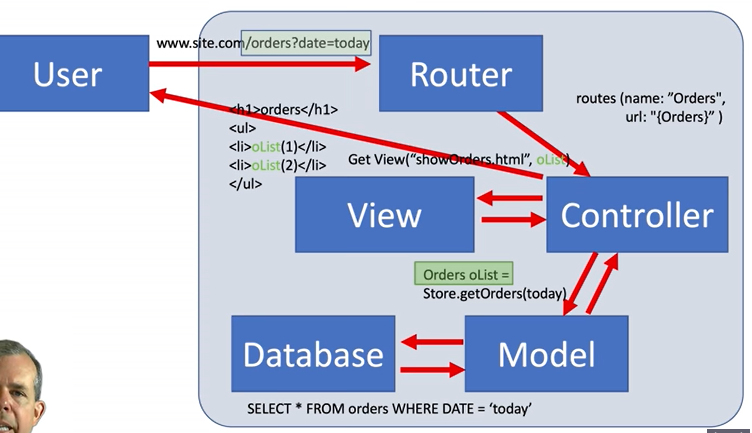 www.site.com/orders?date=today
User
Router
routes (name: ”Orders",
url: "{Orders}” )
<h1>orders</h1>
<ul>
<li>oList(1)</li>
<li>oList(2)</li>
</ul>
Get View(“showOrders.html”, oList)
View
Controller
Orders oList =
Store.getOrders(today)
Database
Model
SELECT * FROM orders WHERE DATE = ‘today’